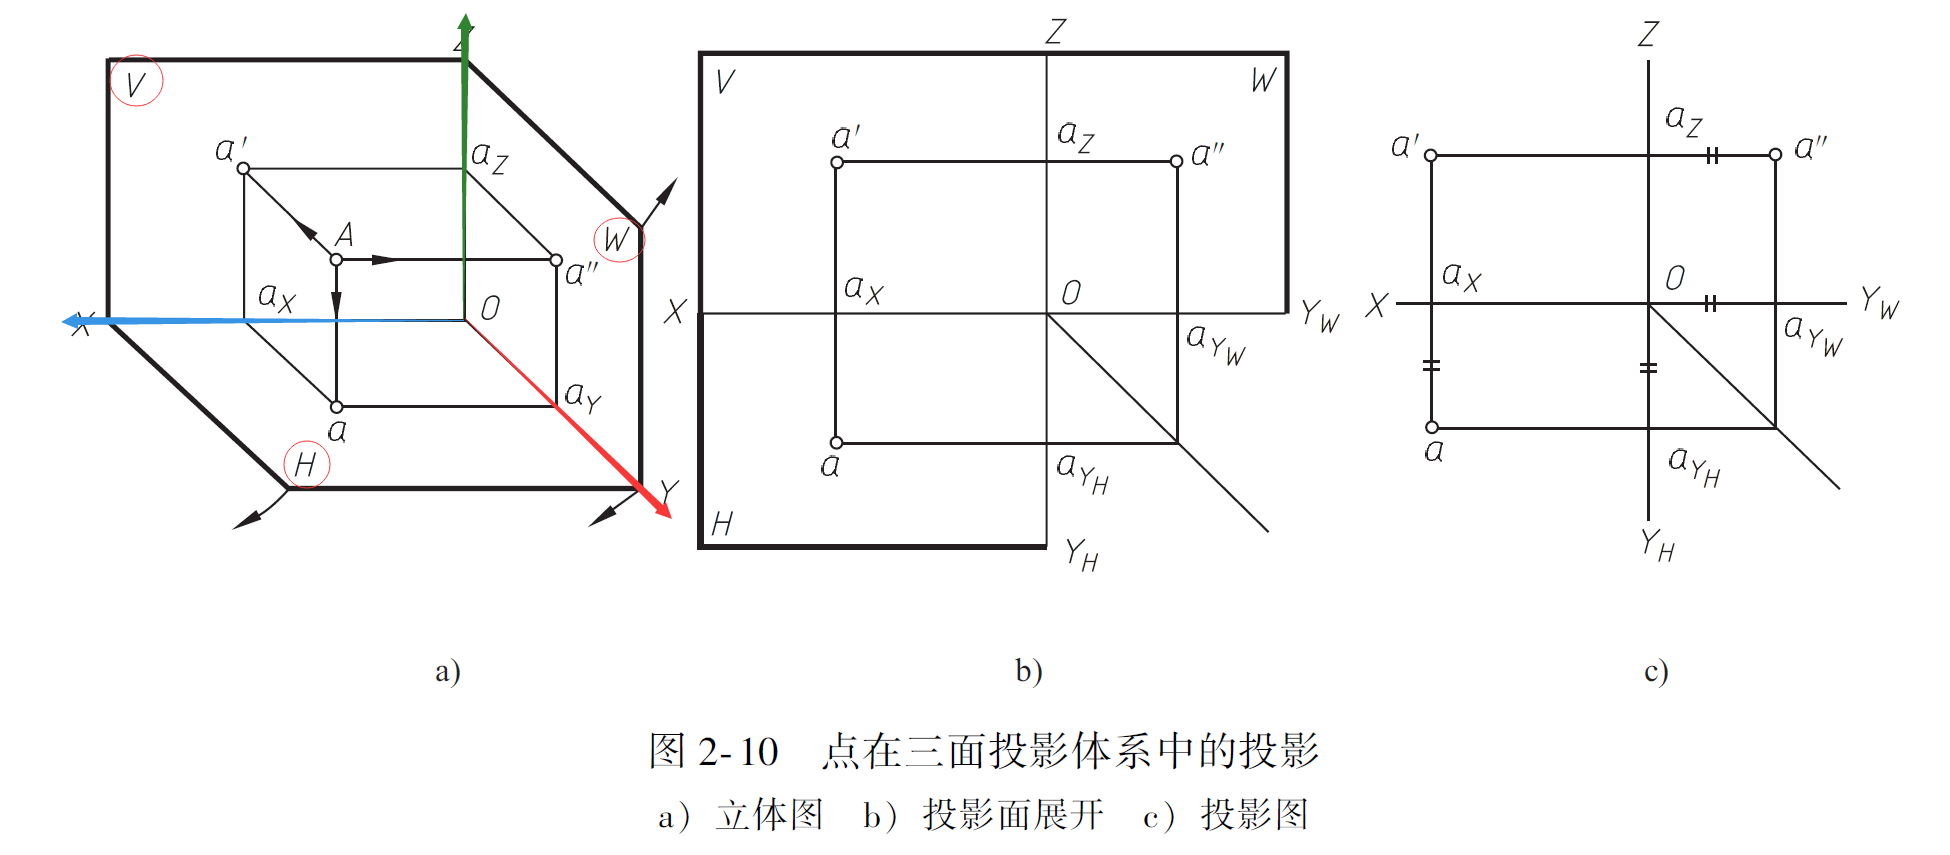 Z
V
a′
a_Z
A
W
a″
a_X
O
X
a_Y
a
H
Y
a)
Z
V
W
a′
a_Z
a″
a_X
O
X
Y_W
a_{Y_W}
a
a_{Y_H}
H
Y_H
b)
Z
a_Z
a′
a″
a_X
O
X
Y_W
a_{Y_W}
a
a_{Y_H}
Y_H
c)
图 2-10 点在三面投影体系中的投影
a）立体图 b）投影面展开 c）投影图